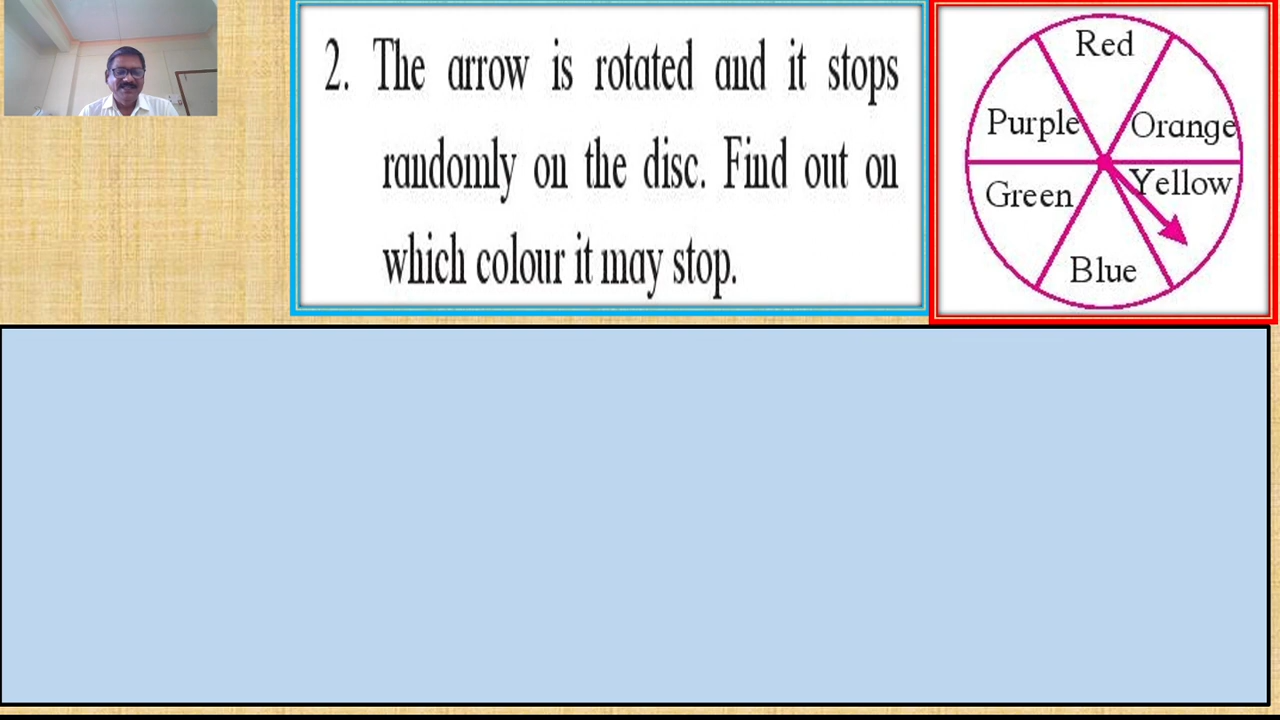 2. The arrow is rotated and it stops
randomly on the disc. Find out on
which colour it may stop.
Red
Purple
Orange
Green
Yellow
Blue